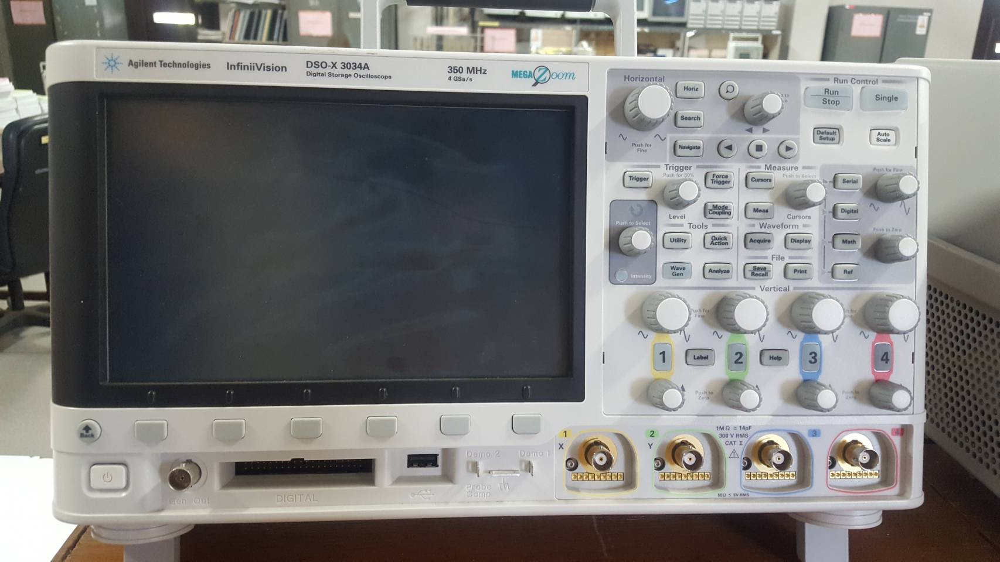 Agilent Technologies
InfiniiVision
DSO-X 3034A
Digital Storage Oscilloscope
350 MHz
4 GSa/s
MEGA Zoom
Horizontal
Horiz
Search
Navigate
Push for
Fine
Run Control
Run
Stop
Single
Default
Setup
Auto
Scale
Trigger
Push for 50%
Trigger
Force
Trigger
Mode
Coupling
Level
Measure
Push to Select
Cursors
Meas
Cursors
Push for Fine
Serial
Digital
Push to Zero
Math
Ref
Push to Select
Intensity
Tools
Utility
Quick
Action
Wave
Gen
Analyze
Waveform
Acquire
Display
File
Save
Recall
Print
Vertical
Push for
Fine
1
Label
2
Help
3
4
Push to
Zero
Push to
Zero
Back
1
X
2
Y
1MΩ ≂ 14pF
300 V RMS
CAT I
3
4
50Ω ≤ 5V RMS
Gen Out
DIGITAL
Demo 2
Demo 1
Probe
Comp